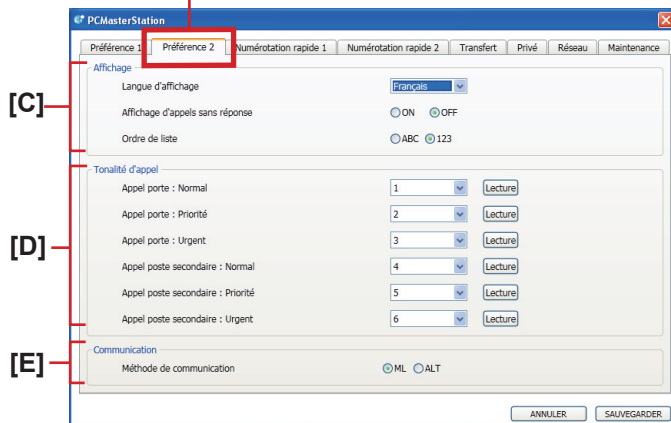 PCMasterStation
Préférence 1 Préférence 2 Numérotation rapide 1 Numérotation rapide 2 Transfert Privé Réseau Maintenance
[C]
Affichage
Langue d'affichage Français
Affichage d'appels sans réponse ON OFF
Ordre de liste ABC 123
[D]
Tonalité d'appel
Appel porte : Normal 1 Lecture
Appel porte : Priorité 2 Lecture
Appel porte : Urgent 3 Lecture
Appel poste secondaire : Normal 4 Lecture
Appel poste secondaire : Priorité 5 Lecture
Appel poste secondaire : Urgent 6 Lecture
[E]
Communication
Méthode de communication ML ALT
ANNULER SAUVEGARDER